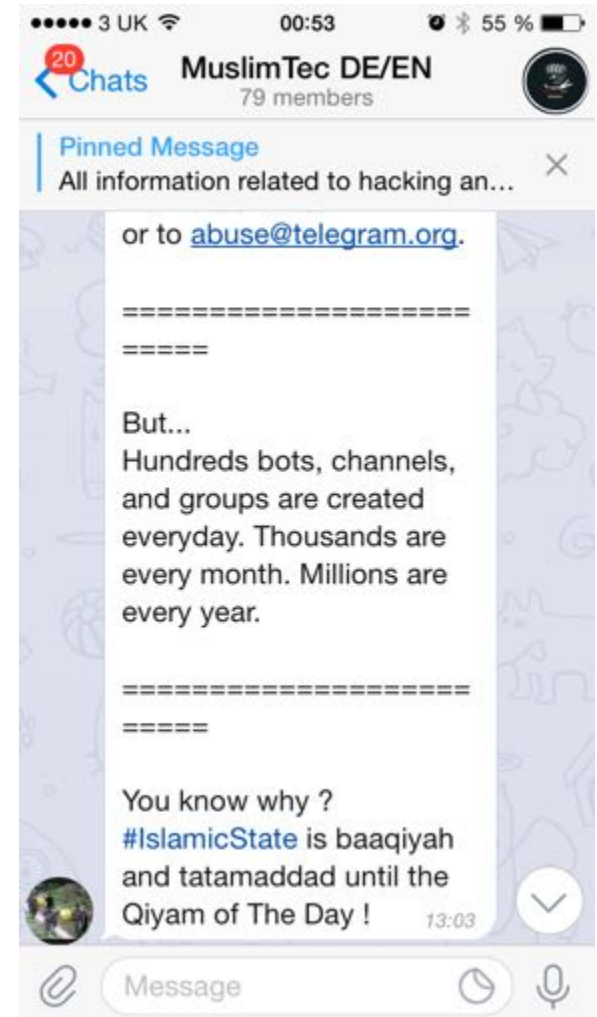 3 UK
00:53
55 %
20
Chats
MuslimTec DE/EN
79 members
Pinned Message
All information related to hacking an...
or to abuse@telegram.org.
=====================
=====
But...
Hundreds bots, channels,
and groups are created
everyday. Thousands are
every month. Millions are
every year.
=====================
=====
You know why ?
#IslamicState is baaqiyah
and tatamaddad until the
Qiyam of The Day !
13:03
Message